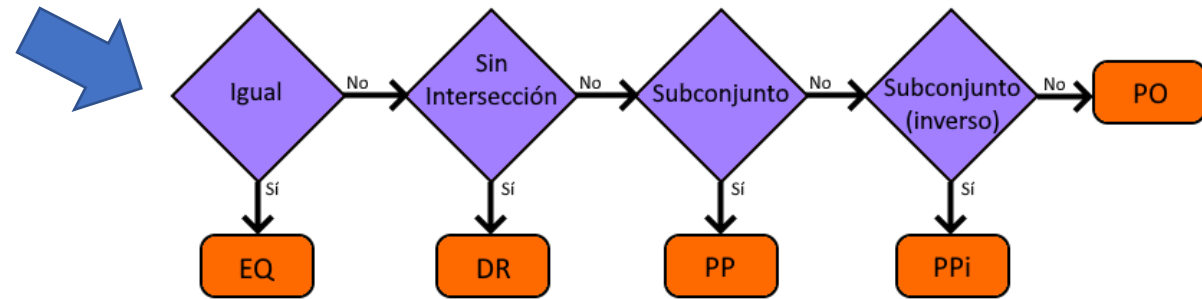 Igual
No
Sin
Intersección
No
Subconjunto
No
Subconjunto
(inverso)
No
PO
Sí
Sí
Sí
Sí
EQ
DR
PP
PPi